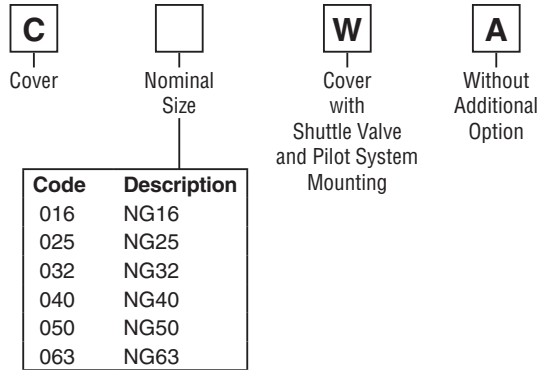 C
W
A
Cover
Nominal
Size
Cover
with
Shuttle Valve
and Pilot System
Mounting
Without
Additional
Option
Code Description
016 NG16
025 NG25
032 NG32
040 NG40
050 NG50
063 NG63